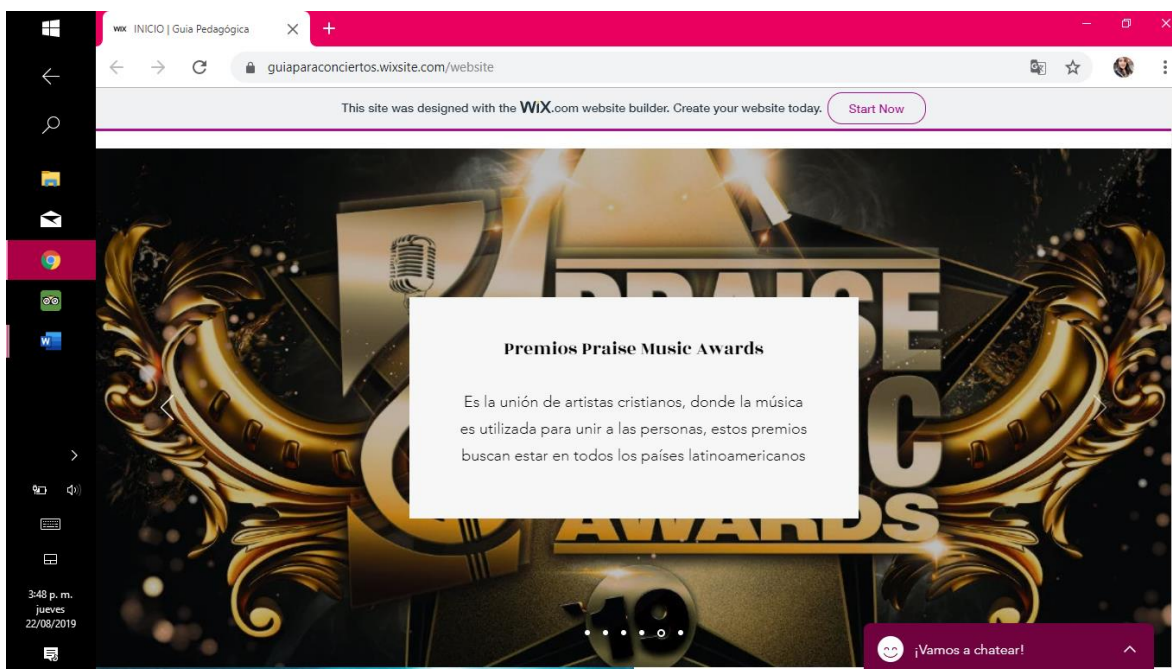 WiX INICIO | Guia Pedagógica
guiaparaconciertos.wixsite.com/website
This site was designed with the WiX.com website builder. Create your website today. Start Now
PRAISE
Premios Praise Music Awards
Es la unión de artistas cristianos, donde la música
es utilizada para unir a las personas, estos premios
buscan estar en todos los países latinoamericanos
AWARDS
19
¡Vamos a chatear!
3:48 p. m.
jueves
22/08/2019